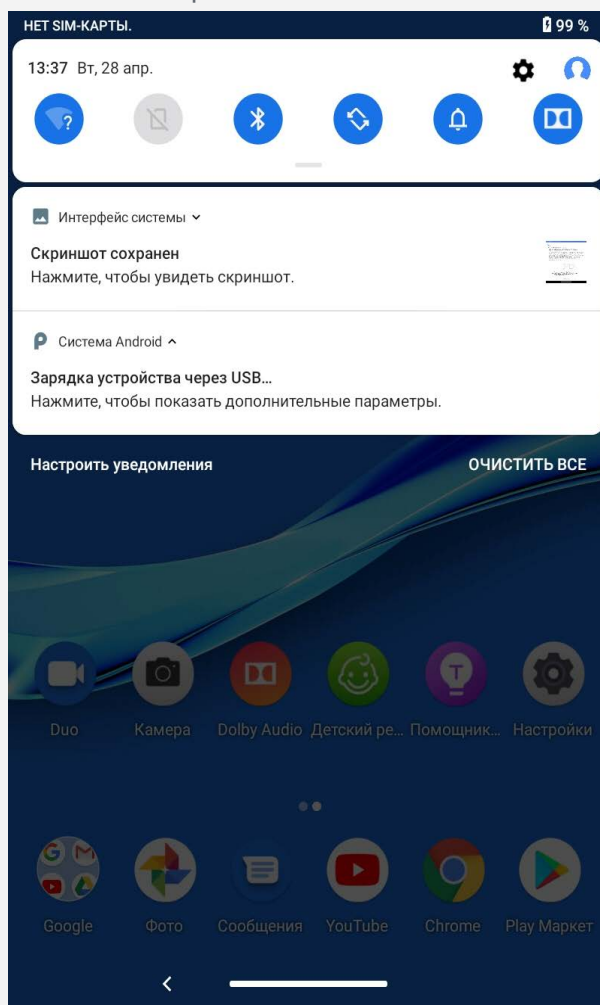 НЕТ SIM-КАРТЫ. 99 %
13:37 Вт, 28 апр.
Интерфейс системы
Скриншот сохранен
Нажмите, чтобы увидеть скриншот.
Система Android
Зарядка устройства через USB...
Нажмите, чтобы показать дополнительные параметры.
Настроить уведомления ОЧИСТИТЬ ВСЕ
Duo Камера Dolby Audio Детский ре... Помощник... Настройки
Google Фото Сообщения YouTube Chrome Play Маркет